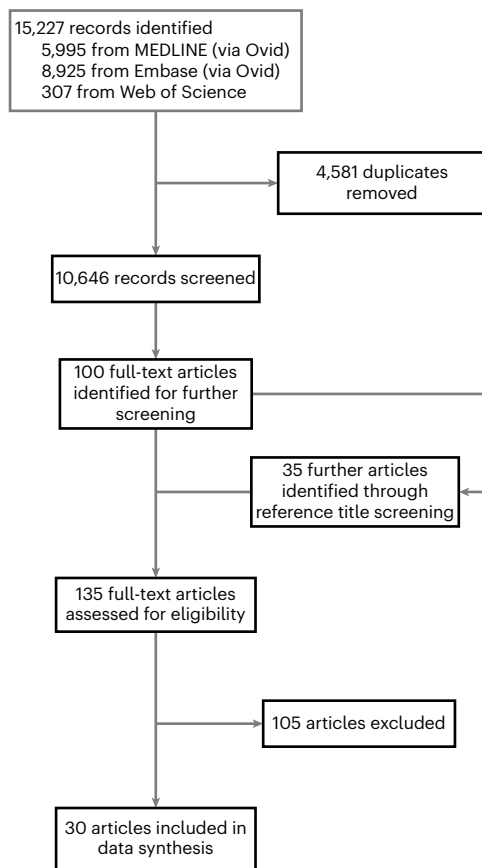 15,227 records identified
5,995 from MEDLINE (via Ovid)
8,925 from Embase (via Ovid)
307 from Web of Science
4,581 duplicates
removed
10,646 records screened
100 full-text articles
identified for further
screening
35 further articles
identified through
reference title screening
135 full-text articles
assessed for eligibility
105 articles excluded
30 articles included in
data synthesis